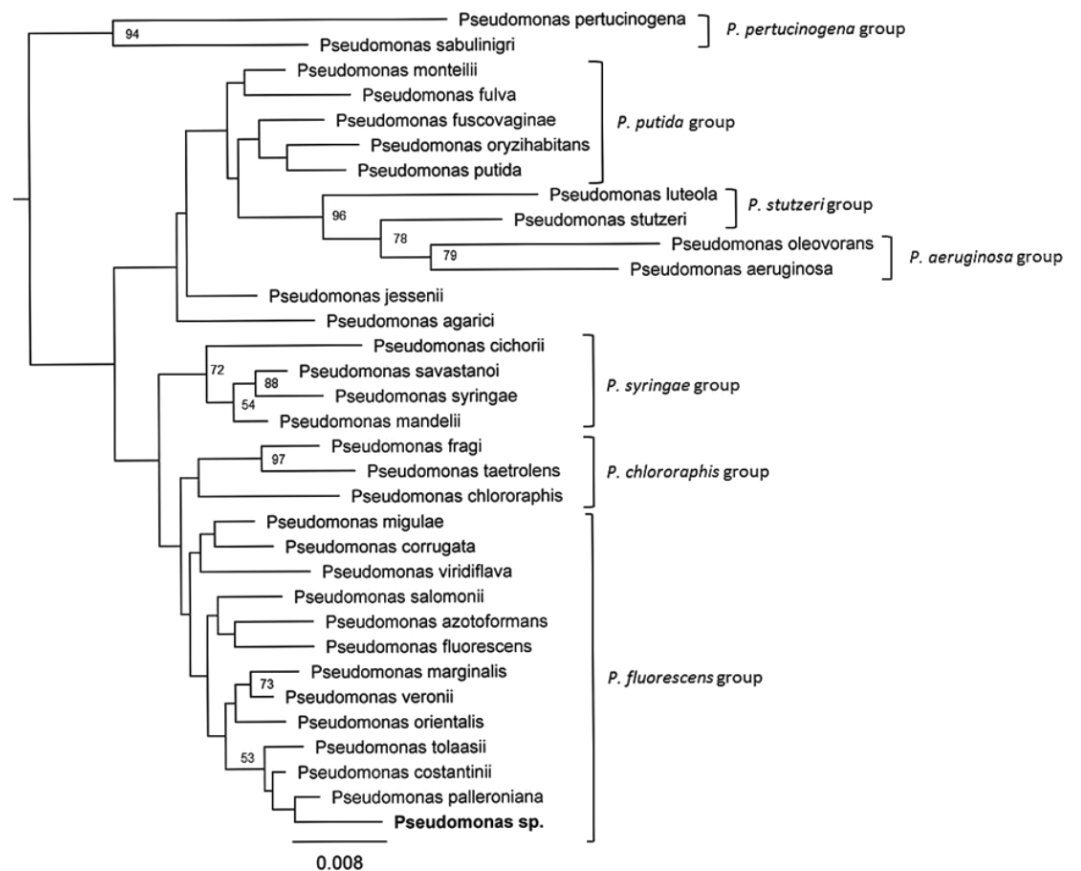 Pseudomonas pertucinogena
P. pertucinogena group
94
Pseudomonas sabulinigri
Pseudomonas monteilii
Pseudomonas fulva
Pseudomonas fuscovaginae
P. putida group
Pseudomonas oryzihabitans
Pseudomonas putida
Pseudomonas luteola
P. stutzeri group
96
Pseudomonas stutzeri
78
Pseudomonas oleovorans
79
P. aeruginosa group
Pseudomonas aeruginosa
Pseudomonas jessenii
Pseudomonas agarici
Pseudomonas cichorii
72
Pseudomonas savastanoi
88
P. syringae group
Pseudomonas syringae
54
Pseudomonas mandelii
Pseudomonas fragi
97
Pseudomonas taetrolens
P. chlororaphis group
Pseudomonas chlororaphis
Pseudomonas migulae
Pseudomonas corrugata
Pseudomonas viridiflava
Pseudomonas salomonii
Pseudomonas azotoformans
Pseudomonas fluorescens
Pseudomonas marginalis
73
P. fluorescens group
Pseudomonas veronii
Pseudomonas orientalis
Pseudomonas tolaasii
53
Pseudomonas costantinii
Pseudomonas palleroniana
Pseudomonas sp.
0.008